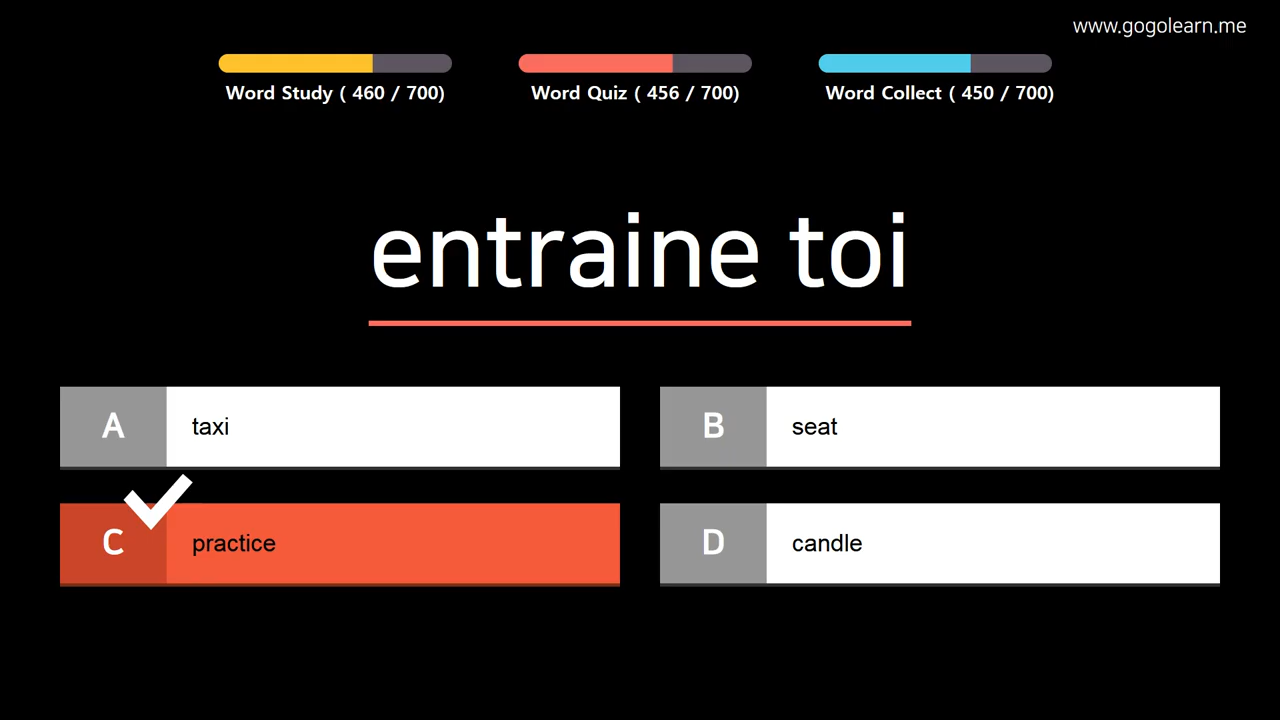 www.gogolearn.me
Word Study ( 460 / 700)
Word Quiz ( 456 / 700)
Word Collect ( 450 / 700)
entraine toi
A taxi
B seat
C practice
D candle